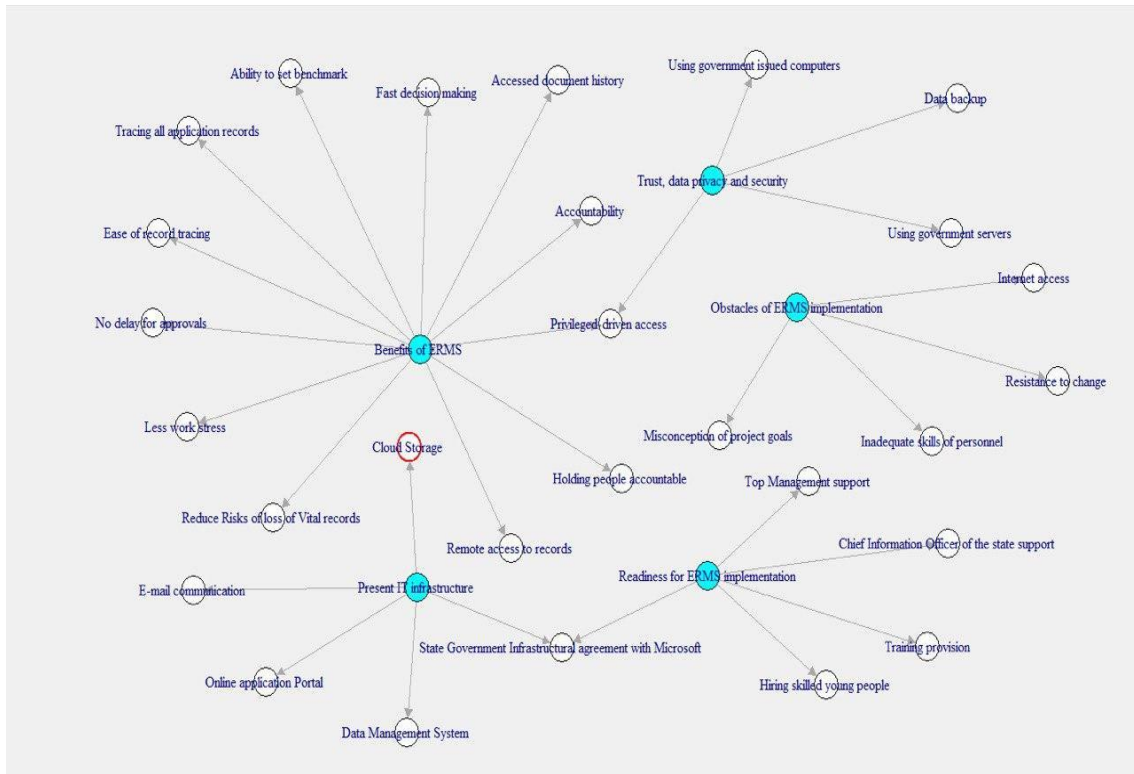 Using government issued computers
Ability to set benchmark
Accessed document history
Fast decision making
Data backup
Tracing all application records
Trust, data privacy and security
Accountability
Ease of record tracing
Using government servers
Internet access
Obstacles of ERMS implementation
No delay for approvals
Privileged-driven access
Benefits of ERMS
Resistance to change
Less work stress
Misconception of project goals
Inadequate skills of personnel
Cloud Storage
Holding people accountable
Top Management support
Reduce Risks of loss of Vital records
Chief Information Officer of the state support
Remote access to records
Readiness for ERMS implementation
E-mail communication
Present IT infrastructure
State Government Infrastructural agreement with Microsoft
Training provision
Online application Portal
Hiring skilled young people
Data Management System